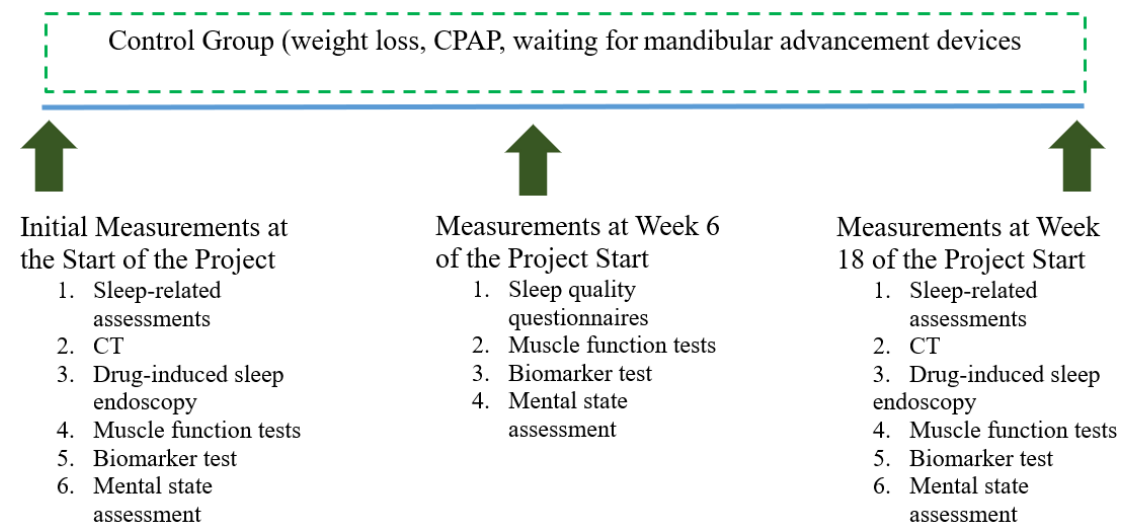 Control Group (weight loss, CPAP, waiting for mandibular advancement devices
Initial Measurements at
the Start of the Project
1. Sleep-related
assessments
2. CT
3. Drug-induced sleep
endoscopy
4. Muscle function tests
5. Biomarker test
6. Mental state
assessment
Measurements at Week 6
of the Project Start
1. Sleep quality
questionnaires
2. Muscle function tests
3. Biomarker test
4. Mental state
assessment
Measurements at Week
18 of the Project Start
1. Sleep-related
assessments
2. CT
3. Drug-induced sleep
endoscopy
4. Muscle function tests
5. Biomarker test
6. Mental state
assessment